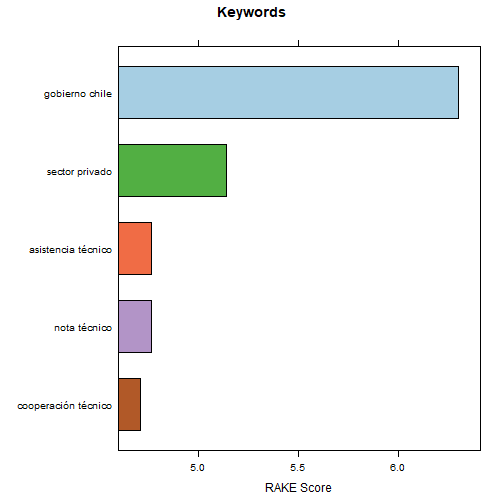 Keywords
gobierno chile
sector privado
asistencia técnico
nota técnico
cooperación técnico
5.0 5.5 6.0
RAKE Score